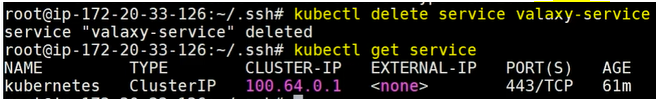 root@ip-172-20-33-126:~/.ssh# kubectl delete service valaxy-service
service "valaxy-service" deleted
root@ip-172-20-33-126:~/.ssh# kubectl get service
NAME TYPE CLUSTER-IP EXTERNAL-IP PORT(S) AGE
kubernetes ClusterIP 100.64.0.1 <none> 443/TCP 61m